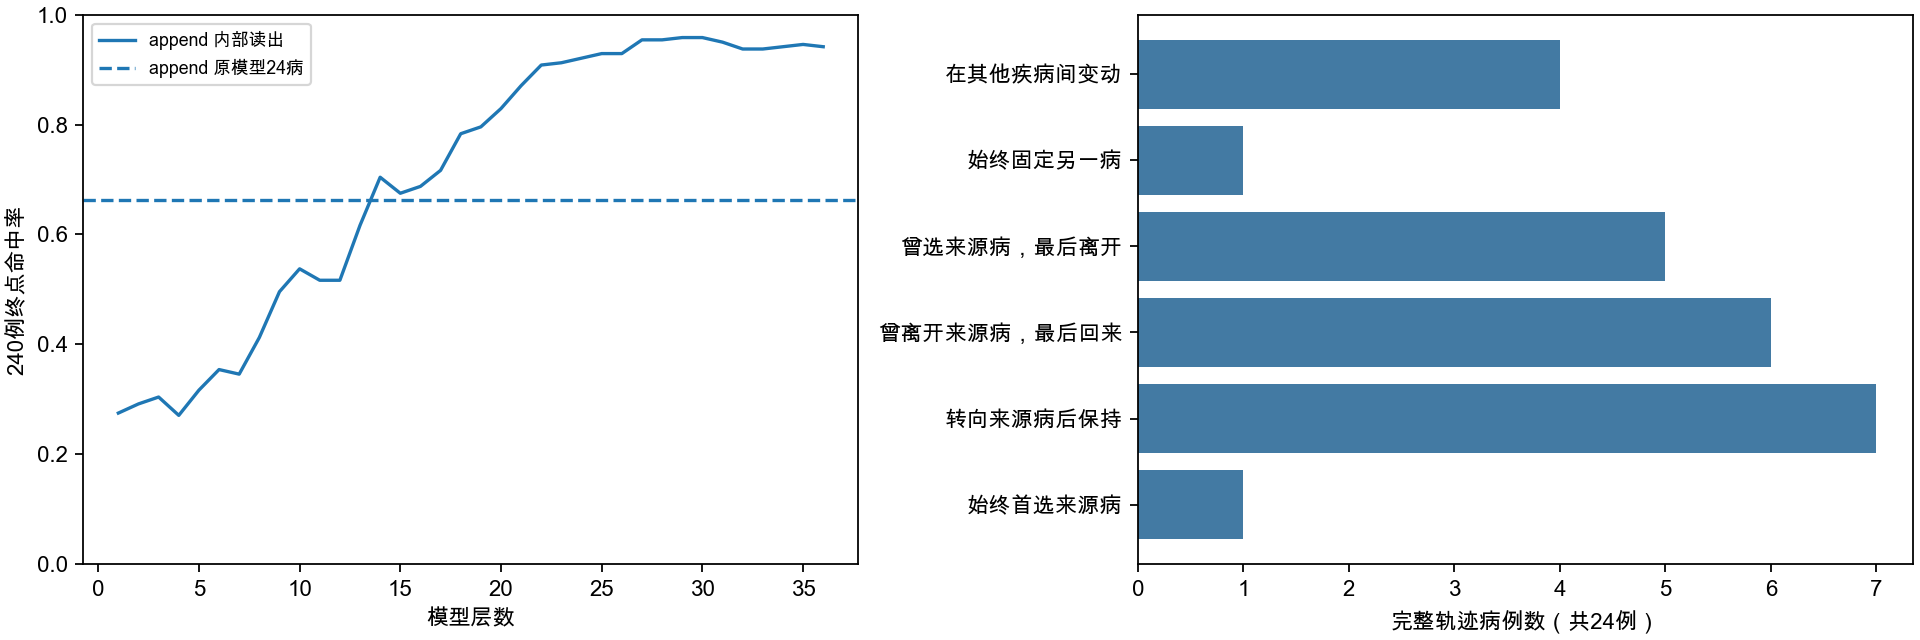 1.0
0.8
0.6
0.4
0.2
0.0
240例终点命中率
append 内部读出
append 原模型24病
0 5 10 15 20 25 30 35
模型层数
在其他疾病间变动
始终固定另一病
曾选来源病，最后离开
曾离开来源病，最后回来
转向来源病后保持
始终首选来源病
0 1 2 3 4 5 6 7
完整轨迹病例数（共24例）